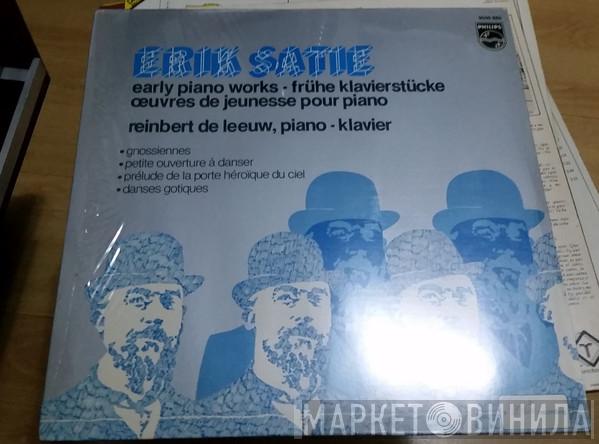 PHILIPS
ERIK SATIE
early piano works · frühe klavierstücke
œuvres de jeunesse pour piano
reinbert de leeuw, piano - klavier
• gnossiennes
• petite ouverture à danser
• prélude de la porte héroïque du ciel
• danses gotiques
МАРКЕТ ВИНИЛА